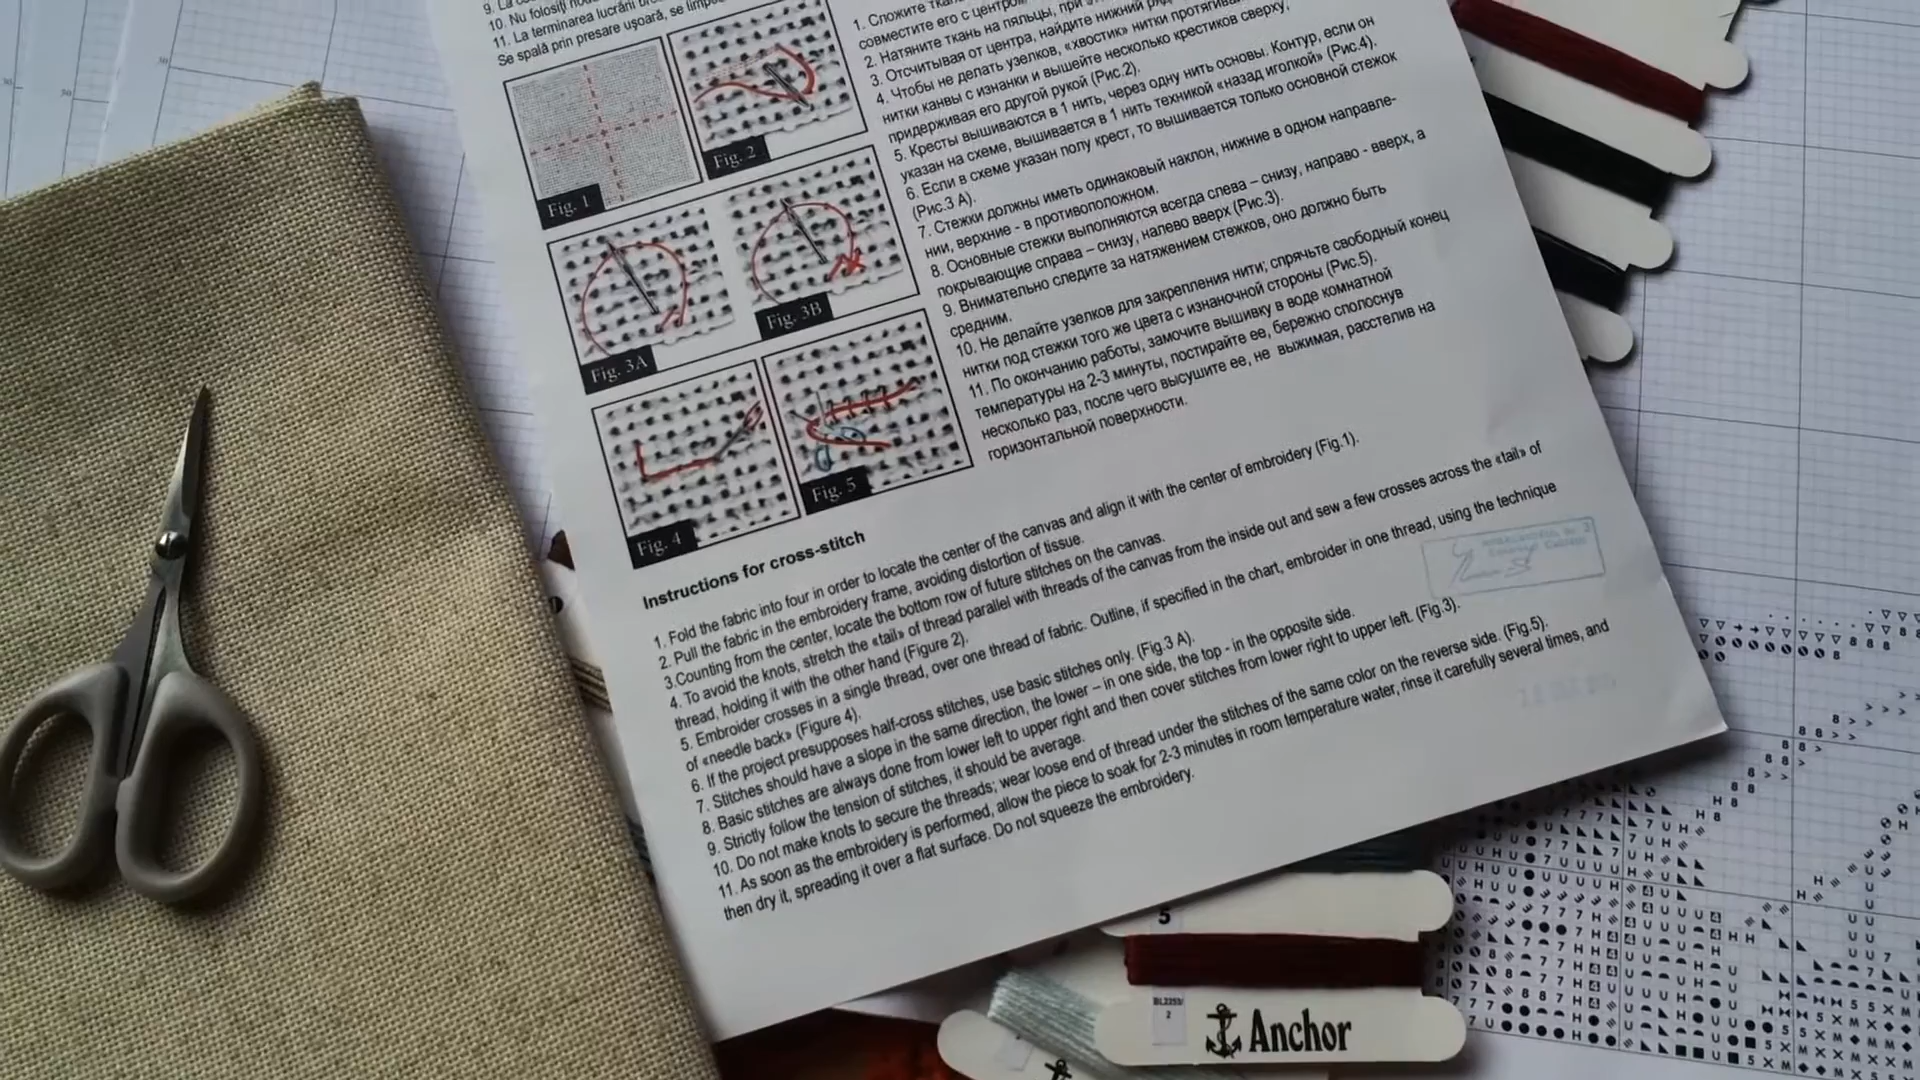 10. Nu folosiți
11. La terminarea lucrării
Se spală prin presare ușoară, se
Fig. 1
Fig. 2
Fig. 3A
Fig. 3B
Fig. 4
Fig. 5
1. Сложите
совместите его с центром
2. Натяните ткань на пяльцы, при
3. Отсчитывая от центра, найдите нижний
4. Чтобы не делать узелков, «хвостик» нитки
нитки канвы с изнанки и вышейте несколько крестиков сверху,
придерживая его другой рукой (Рис.2).
5. Кресты вышиваются в 1 нить, через одну нить основы. Контур, если он
указан на схеме, вышивается в 1 нить техникой «назад иголкой» (Рис.4).
6. Если в схеме указан полу крест, то вышивается только основной стежок
(Рис.3 А).
7. Стежки должны иметь одинаковый наклон, нижние в одном направле-
нии, верхние - в противоположном.
8. Основные стежки выполняются всегда слева – снизу, направо - вверх, а
покрывающие справа – снизу, налево вверх (Рис.3).
9. Внимательно следите за натяжением стежков, оно должно быть
средним.
10. Не делайте узелков для закрепления нити; спрячьте свободный конец
нитки под стежки того же цвета с изнаночной стороны (Рис.5).
11. По окончанию работы, замочите вышивку в воде комнатной
температуры на 2-3 минуты, постирайте ее, бережно сполоснув
несколько раз, после чего высушите ее, не выжимая, расстелив на
горизонтальной поверхности.
Instructions for cross-stitch
1. Fold the fabric into four in order to locate the center of the canvas and align it with the center of embroidery (Fig.1).
2. Pull the fabric in the embroidery frame, avoiding distortion of tissue.
3.Counting from the center, locate the bottom row of future stitches on the canvas.
4. To avoid the knots, stretch the «tail» of thread parallel with threads of the canvas from the inside out and sew a few crosses across the «tail» of
thread, holding it with the other hand (Figure 2).
5. Embroider crosses in a single thread, over one thread of fabric. Outline, if specified in the chart, embroider in one thread, using the technique
of «needle back» (Figure 4).
6. If the project presupposes half-cross stitches, use basic stitches only. (Fig.3 A).
7. Stitches should have a slope in the same direction, the lower – in one side, the top - in the opposite side.
8. Basic stitches are always done from lower left to upper right and then cover stitches from lower right to upper left. (Fig.3).
9. Strictly follow the tension of stitches, it should be average.
10. Do not make knots to secure the threads; wear loose end of thread under the stitches of the same color on the reverse side. (Fig.5).
11. As soon as the embroidery is performed, allow the piece to soak for 2-3 minutes in room temperature water, rinse it carefully several times, and
then dry it, spreading it over a flat surface. Do not squeeze the embroidery.
5
2
Anchor